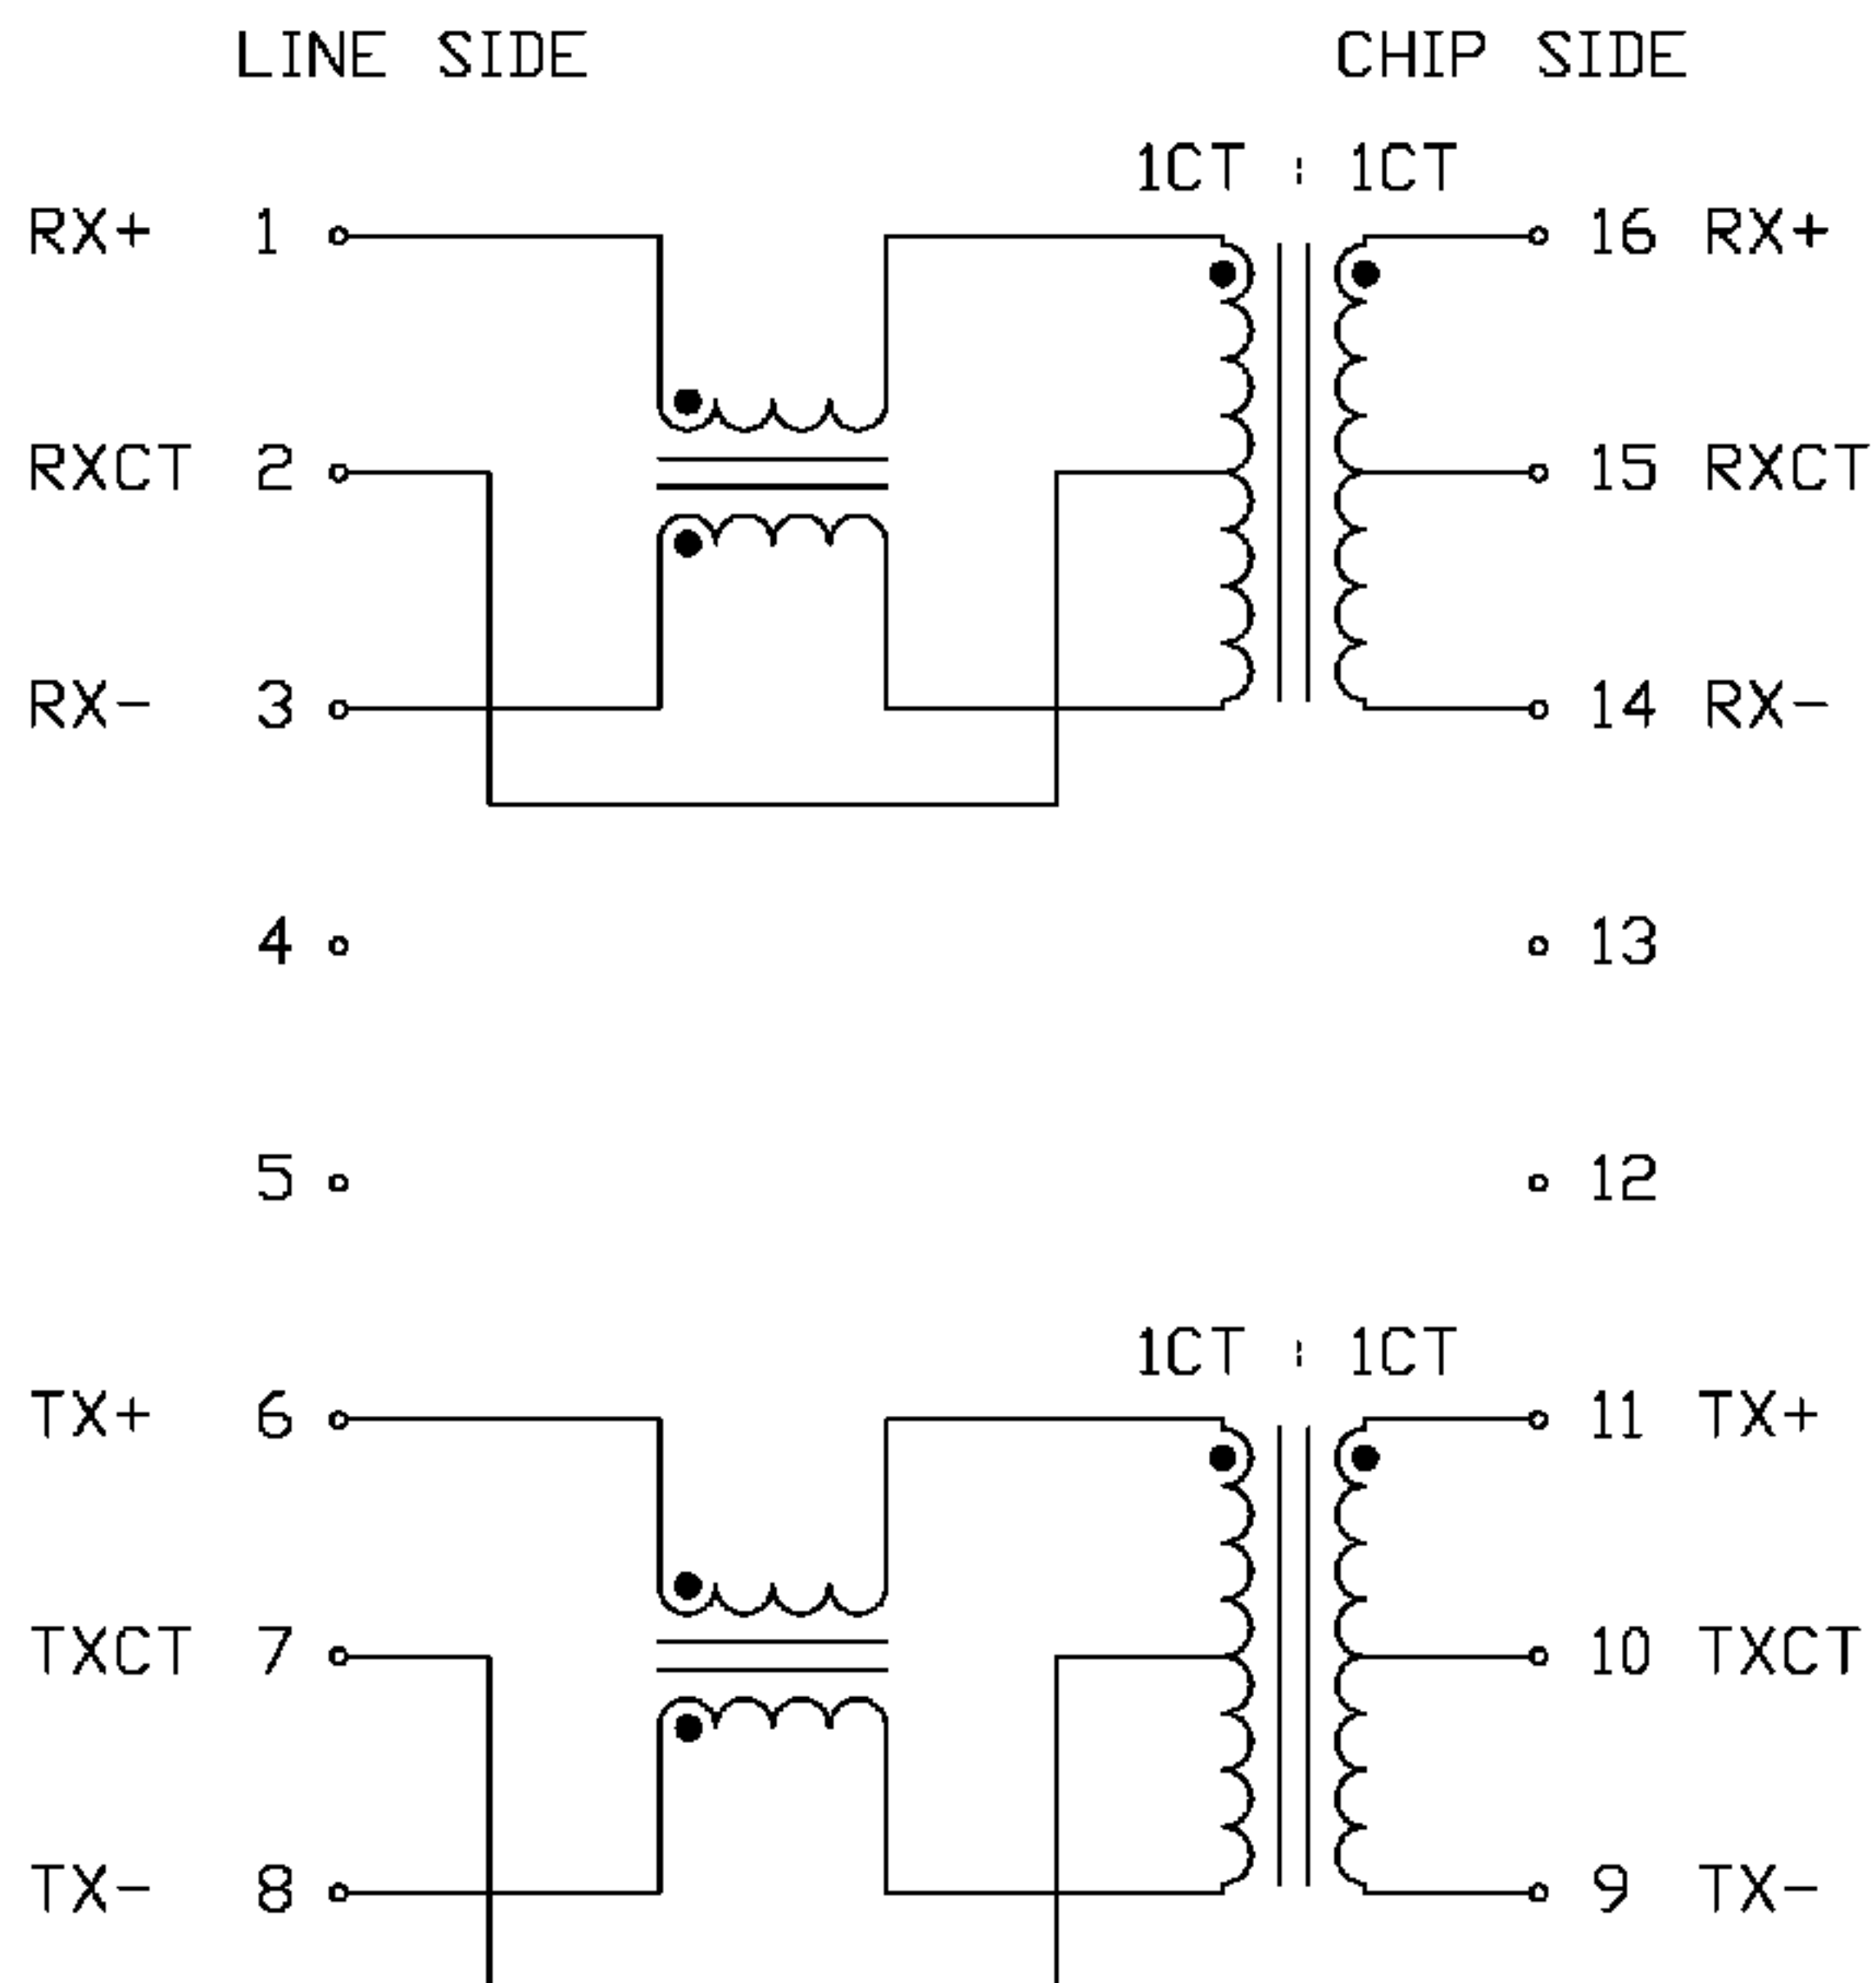 LINE SIDE CHIP SIDE
1CT : 1CT
RX+ 1 16 RX+
RXCT 2 15 RXCT
RX- 3 14 RX-
4 13
5 12
1CT : 1CT
TX+ 6 11 TX+
TXCT 7 10 TXCT
TX- 8 9 TX-